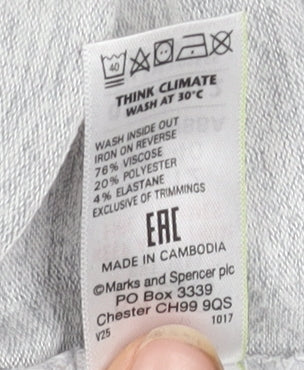 40
THINK CLIMATE
WASH AT 30°C
WASH INSIDE OUT
IRON ON REVERSE
76% VISCOSE
20% POLYESTER
4% ELASTANE
EXCLUSIVE OF TRIMMINGS
EAC
MADE IN CAMBODIA
©Marks and Spencer plc
PO Box 3339
Chester CH99 9QS
V25 1017